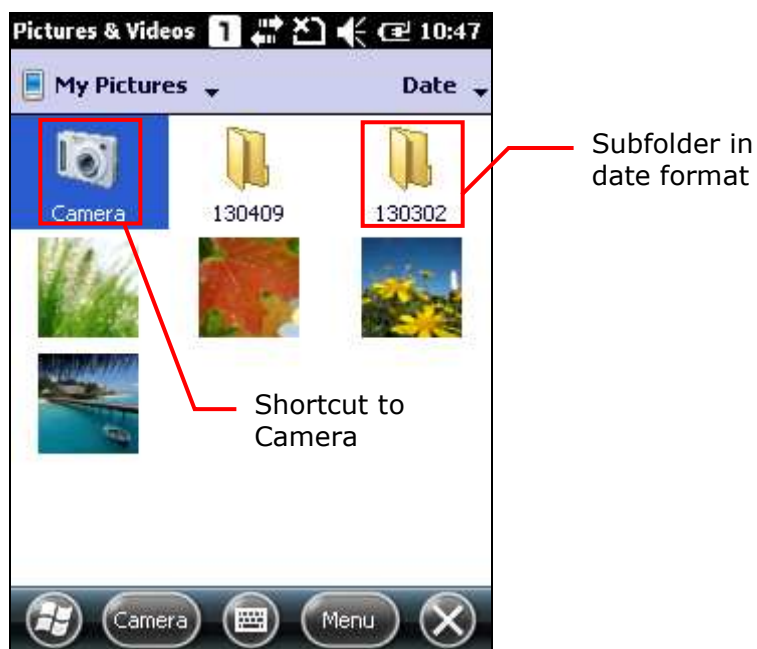 Pictures & Videos 1 10:47
My Pictures Date
Camera 130409 130302
Subfolder in
date format
Shortcut to
Camera
Camera Menu